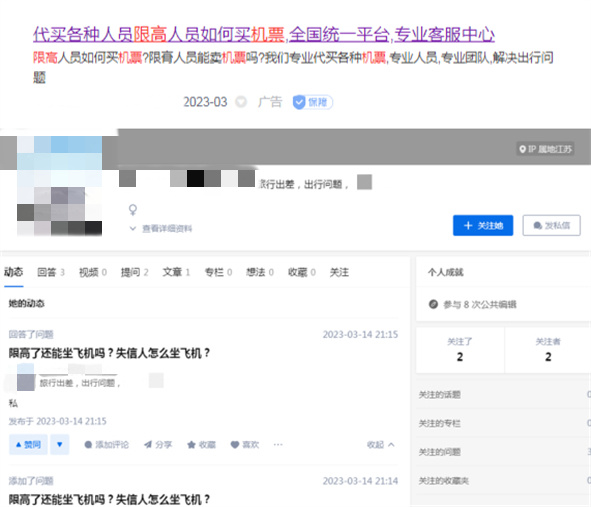 代买各种人员限高人员如何买机票,全国统一平台,专业客服中心
限高人员如何买机票?限膏人员能卖机票吗?我们专业代买各种机票,专业人员,专业团队,解决出行问
题
2023-03 广告 保障
IP 属地江苏
旅行出差，出行问题，
查看详细资料
+ 关注她 发私信
动态 回答 3 视频 0 提问 2 文章 1 专栏 0 想法 0 收藏 0 关注
她的动态
回答了问题 2023-03-14 21:15
限高了还能坐飞机吗？失信人怎么坐飞机？
旅行出差，出行问题，
私
发布于 2023-03-14 21:15
赞同 添加评论 分享 收藏 喜欢 ··· 收起
添加了问题 2023-03-14 21:14
限高了还能坐飞机吗？失信人怎么坐飞机？
个人成就
参与 8 次公共编辑
关注了 关注者
2 2
关注的话题 0
关注的专栏 0
关注的问题 3
关注的收藏夹 0